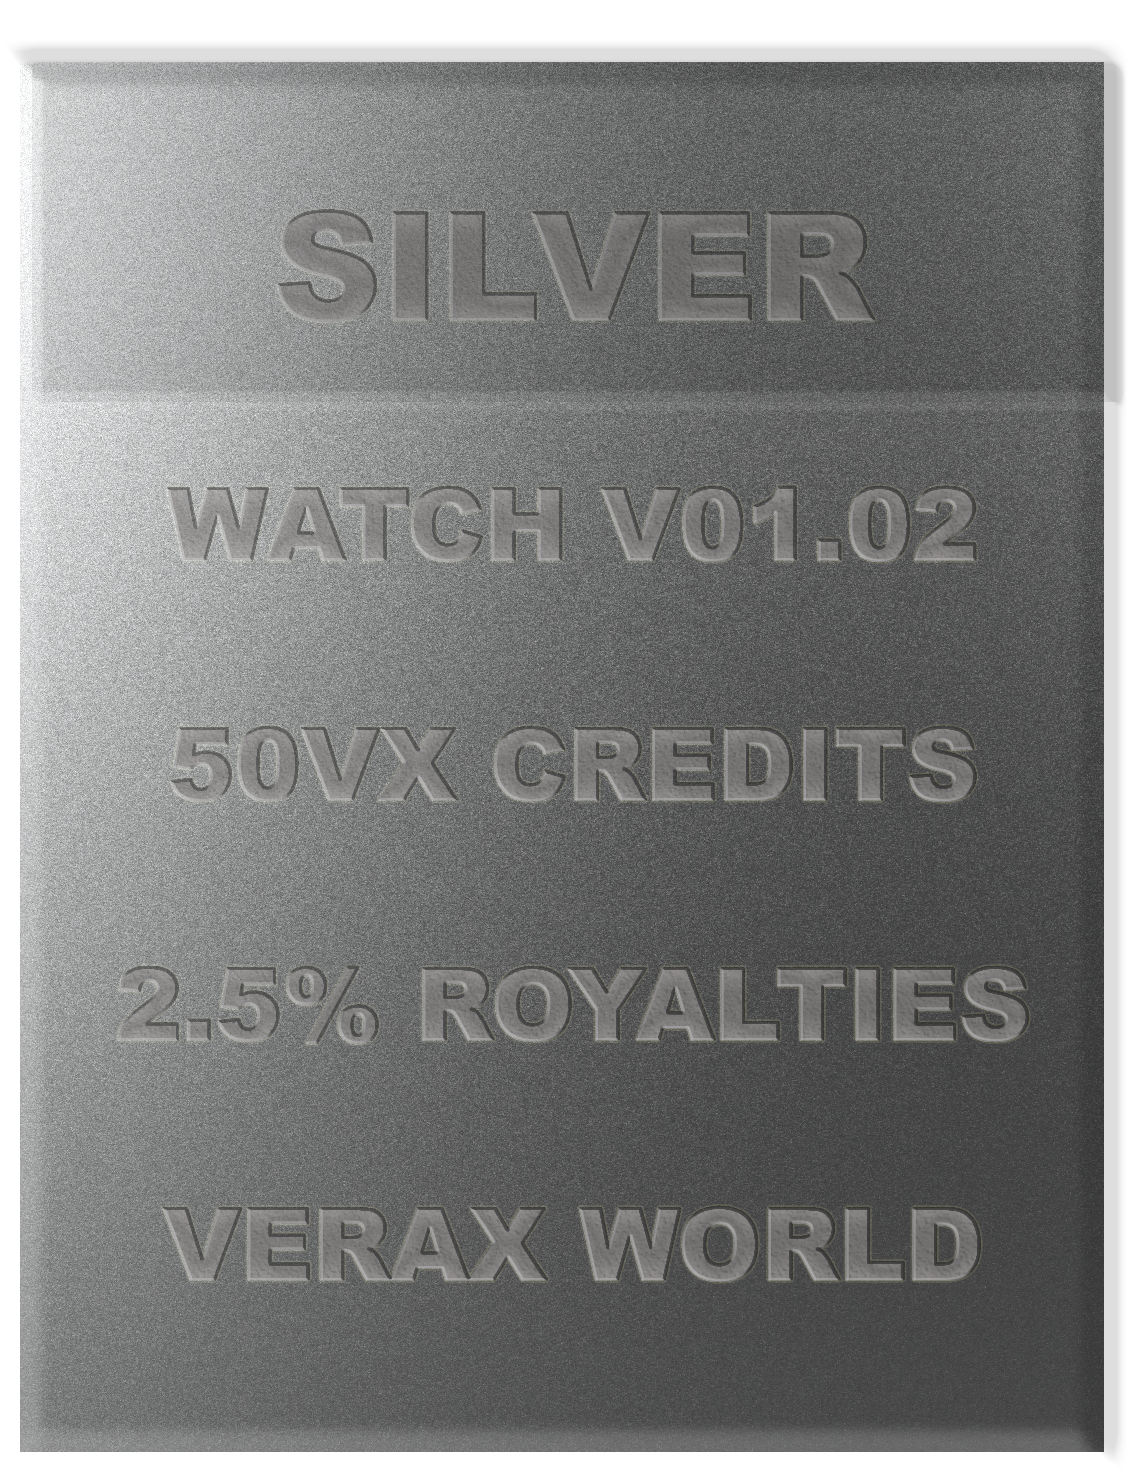 SILVER
WATCH V01.02
50VX CREDITS
2.5% ROYALTIES
VERAX WORLD